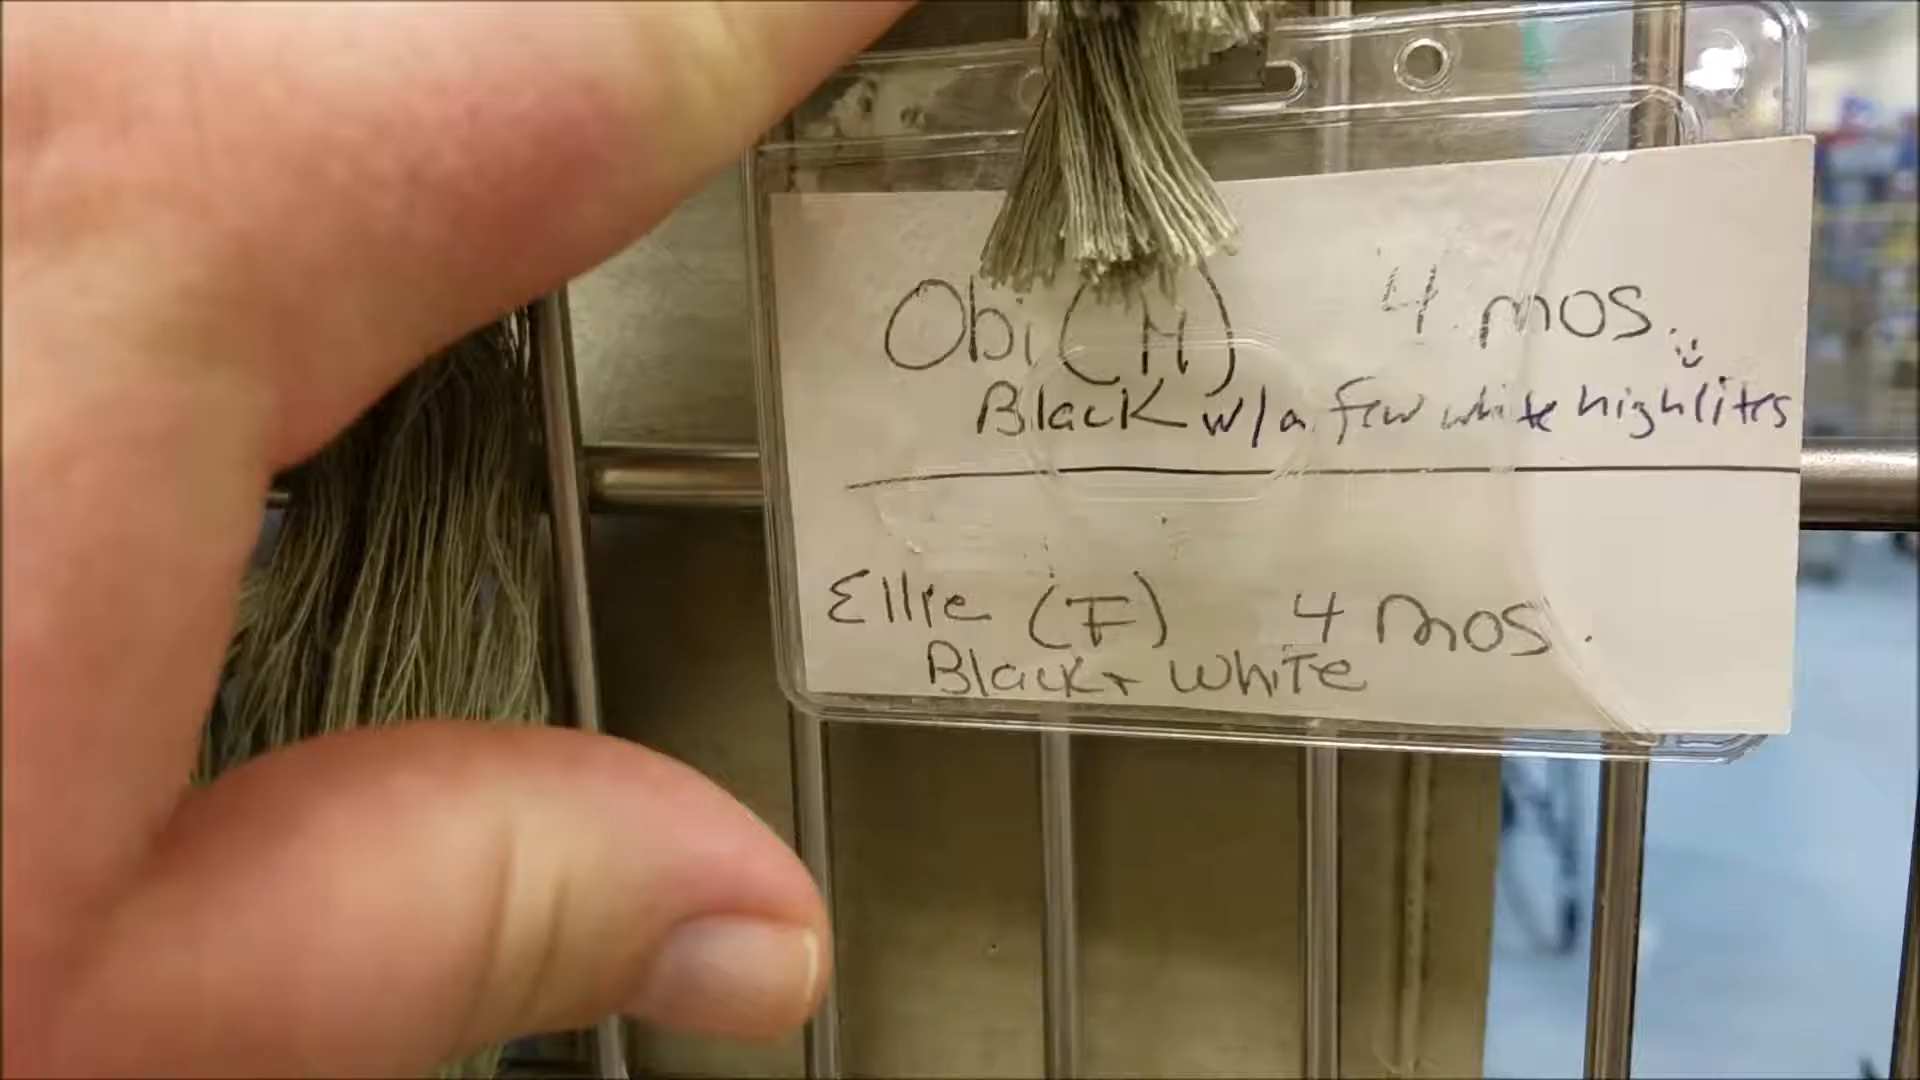 Obi (M) 4 mos.
Black w/a few white highlites
Ellie (F) 4 mos.
Black + white